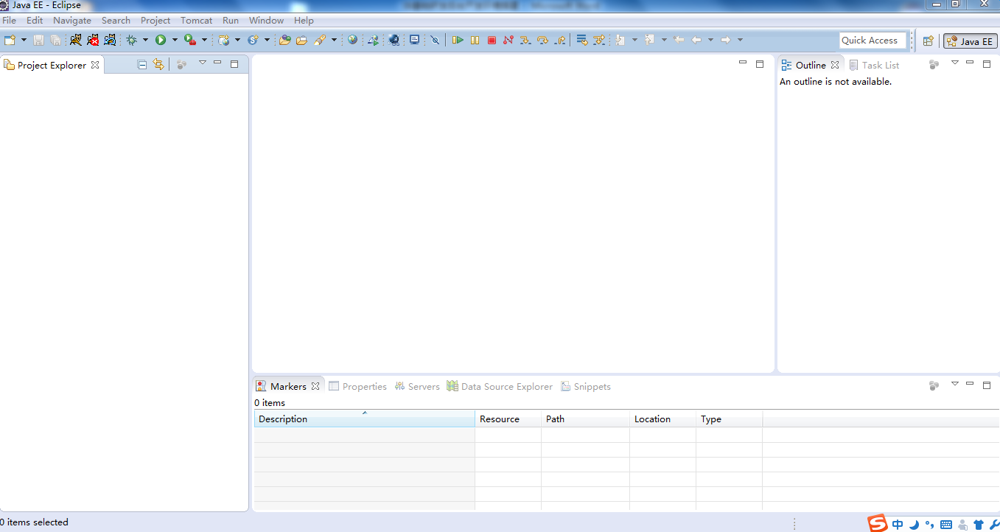 Java EE - Eclipse
File Edit Navigate Search Project Tomcat Run Window Help
Quick Access
Java EE
Project Explorer
Outline Task List
An outline is not available.
Markers Properties Servers Data Source Explorer Snippets
0 items
Description Resource Path Location Type
0 items selected
中